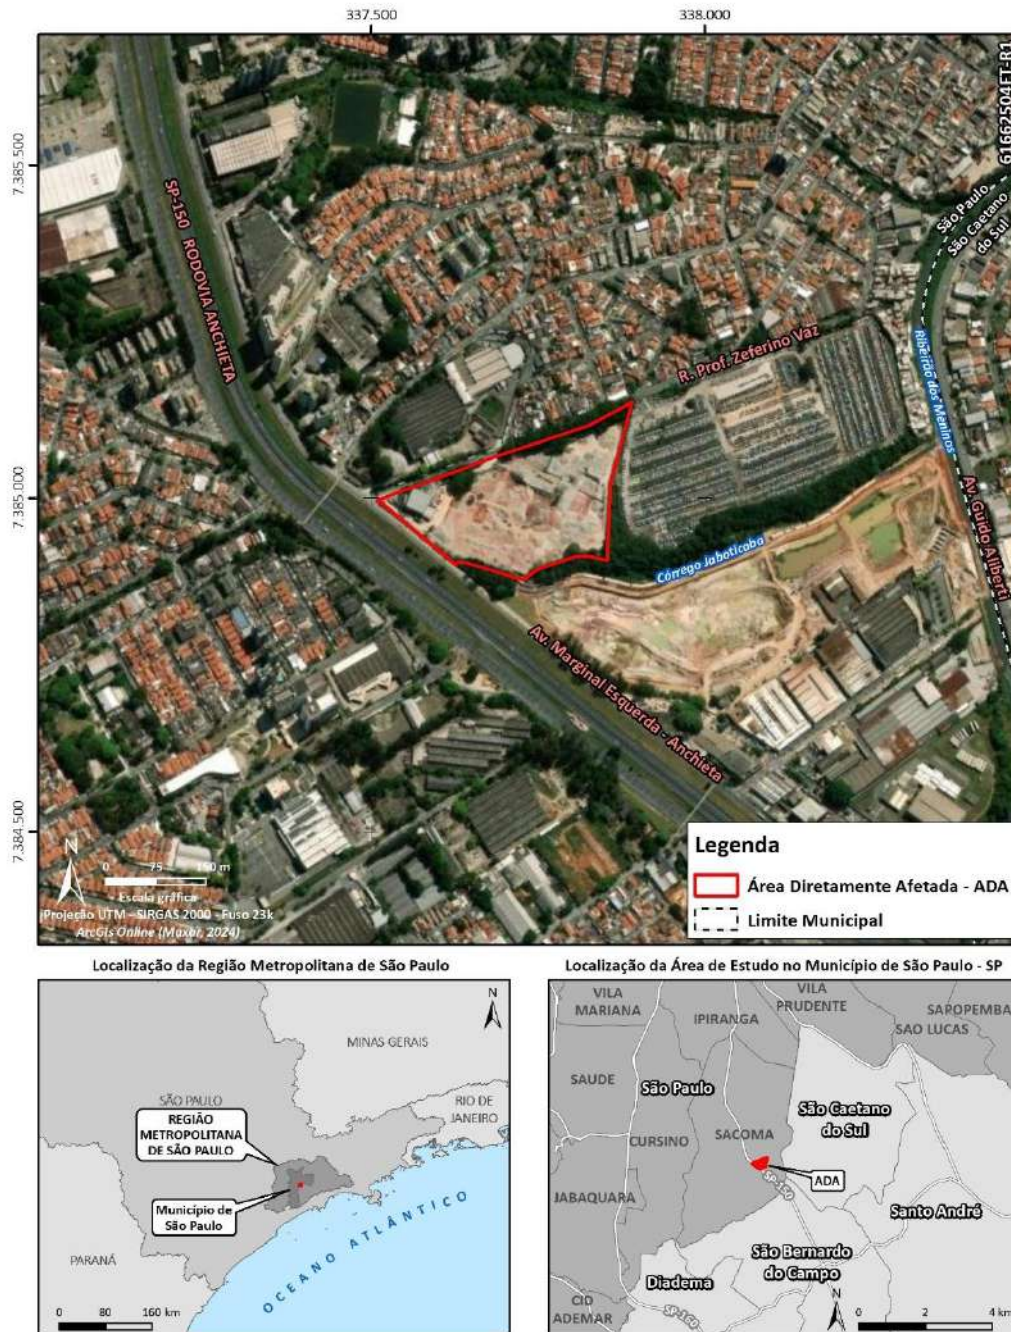 337.500
338.000
7.385.500
7.385.000
7.384.500
61662504FT-R1
São Paulo
São Caetano
do Sul
SP-150 RODOVIA ANCHIETA
R. Prof. Zeferino Vaz
Ribeirão dos Meninos
Av. Guido Aliberti
Córrego Jaboticaba
Av. Marginal Esquerda - Anchieta
N
0 75 150 m
Escala gráfica
Projeção UTM - SIRGAS 2000 - Fuso 23k
ArcGis Online (Maxar, 2024)
Legenda
Área Diretamente Afetada - ADA
Limite Municipal
Localização da Região Metropolitana de São Paulo
N
MINAS GERAIS
SÃO PAULO
RIO DE
JANEIRO
REGIÃO
METROPOLITANA
DE SÃO PAULO
Município de
São Paulo
PARANÁ
OCEANO ATLÂNTICO
0 80 160 km
Localização da Área de Estudo no Município de São Paulo - SP
VILA
MARIANA
IPIRANGA
VILA
PRUDENTE
SAPOPEMBA
SAO LUCAS
SAUDE
São Paulo
São Caetano
do Sul
CURSINO
SACOMA
ADA
SP-150
JABAQUARA
Santo André
São Bernardo
do Campo
Diadema
CID
ADEMAR
SP-160
N
0 2 4 km